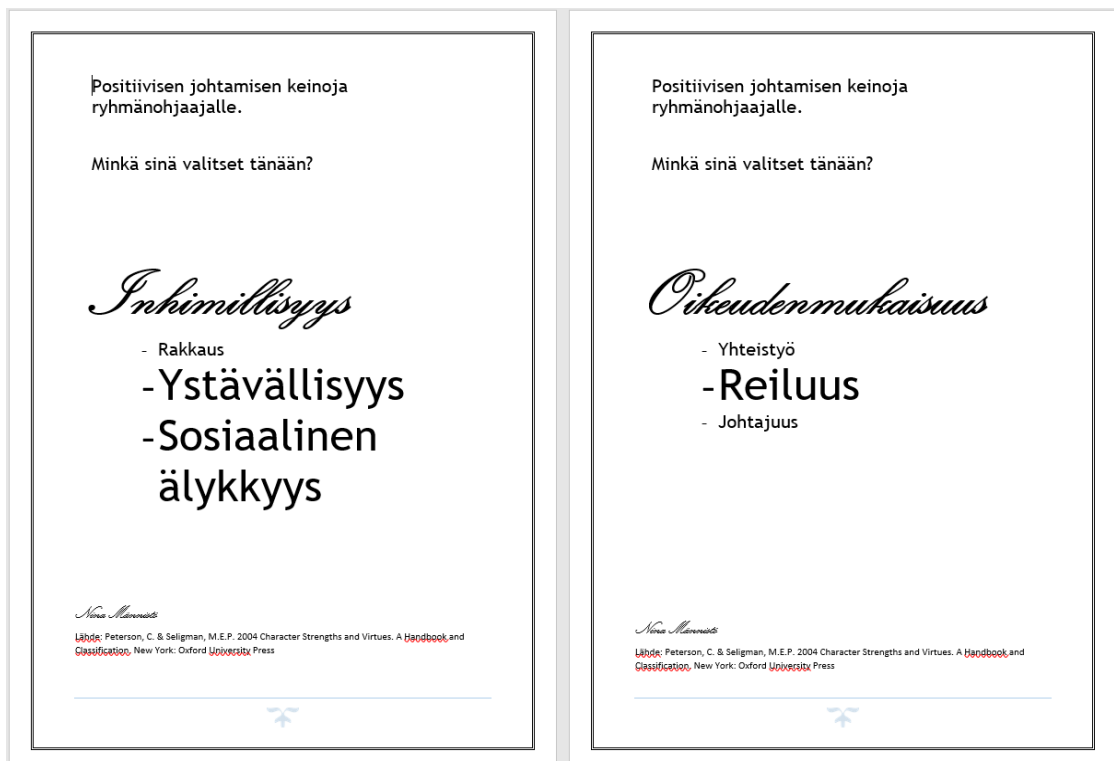 Positiivisen johtamisen keinoja
ryhmänohjaajalle.
Minkä sinä valitset tänään?
Inhimillisyys
- Rakkaus
-Ystävällisyys
-Sosiaalinen
älykkyys
Nina Männistö
Lähde: Peterson, C. & Seligman, M.E.P. 2004 Character Strengths and Virtues. A Handbook and
Classification. New York: Oxford University Press
Positiivisen johtamisen keinoja
ryhmänohjaajalle.
Minkä sinä valitset tänään?
Oikeudenmukaisuus
- Yhteistyö
-Reiluus
- Johtajuus
Nina Männistö
Lähde: Peterson, C. & Seligman, M.E.P. 2004 Character Strengths and Virtues. A Handbook and
Classification. New York: Oxford University Press